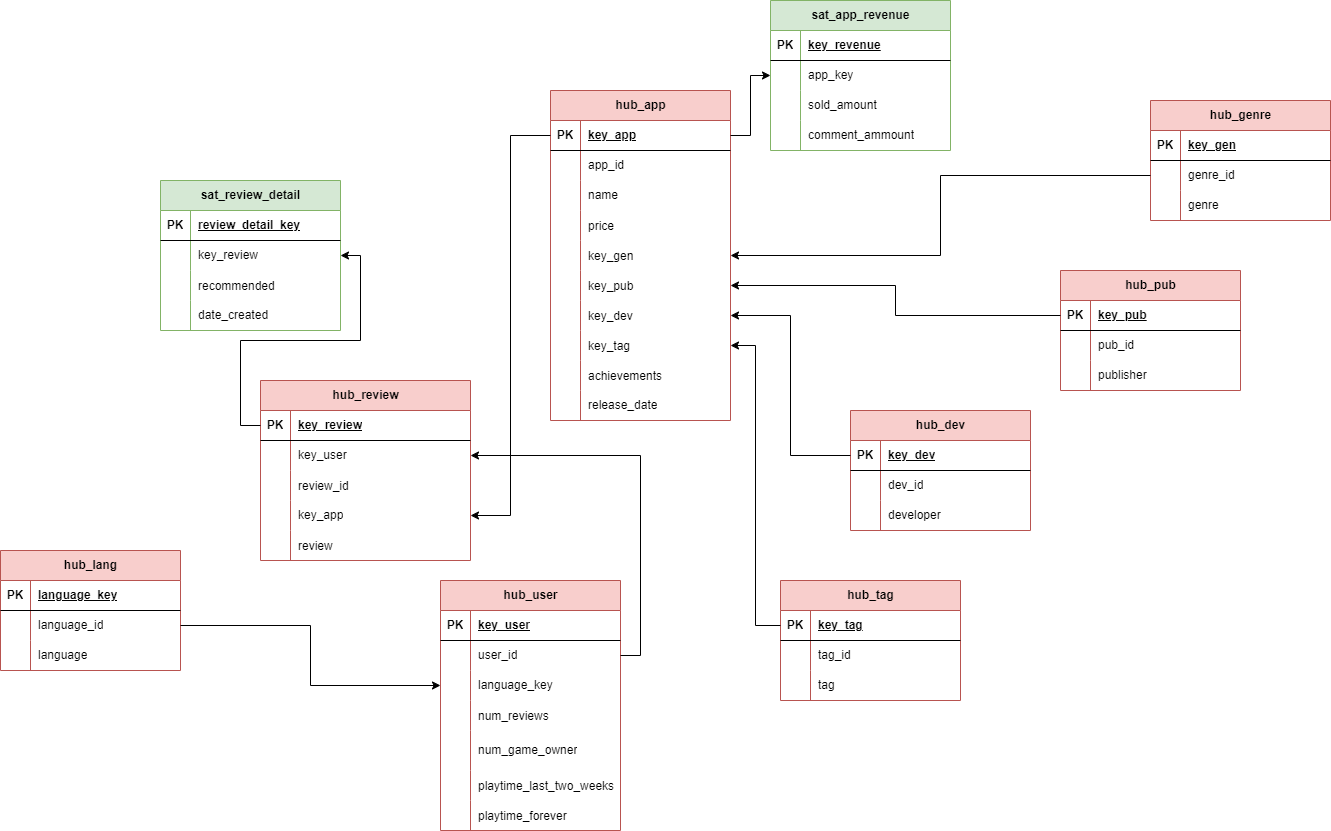 sat_app_revenue
PK key_revenue
app_key
sold_amount
comment_ammount
hub_app
PK key_app
app_id
name
price
key_gen
key_pub
key_dev
key_tag
achievements
release_date
hub_genre
PK key_gen
genre_id
genre
sat_review_detail
PK review_detail_key
key_review
recommended
date_created
hub_pub
PK key_pub
pub_id
publisher
hub_review
PK key_review
key_user
review_id
key_app
review
hub_dev
PK key_dev
dev_id
developer
hub_lang
PK language_key
language_id
language
hub_user
PK key_user
user_id
language_key
num_reviews
num_game_owner
playtime_last_two_weeks
playtime_forever
hub_tag
PK key_tag
tag_id
tag